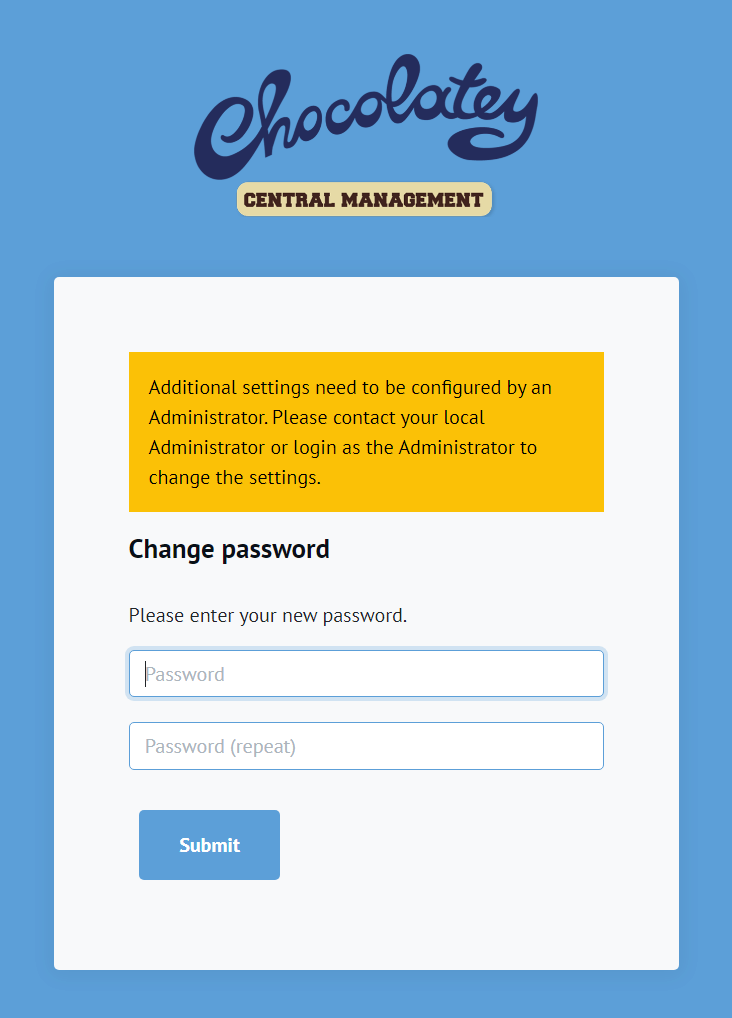 Chocolatey
CENTRAL MANAGEMENT
Additional settings need to be configured by an
Administrator. Please contact your local
Administrator or login as the Administrator to
change the settings.
Change password
Please enter your new password.
Password
Password (repeat)
Submit